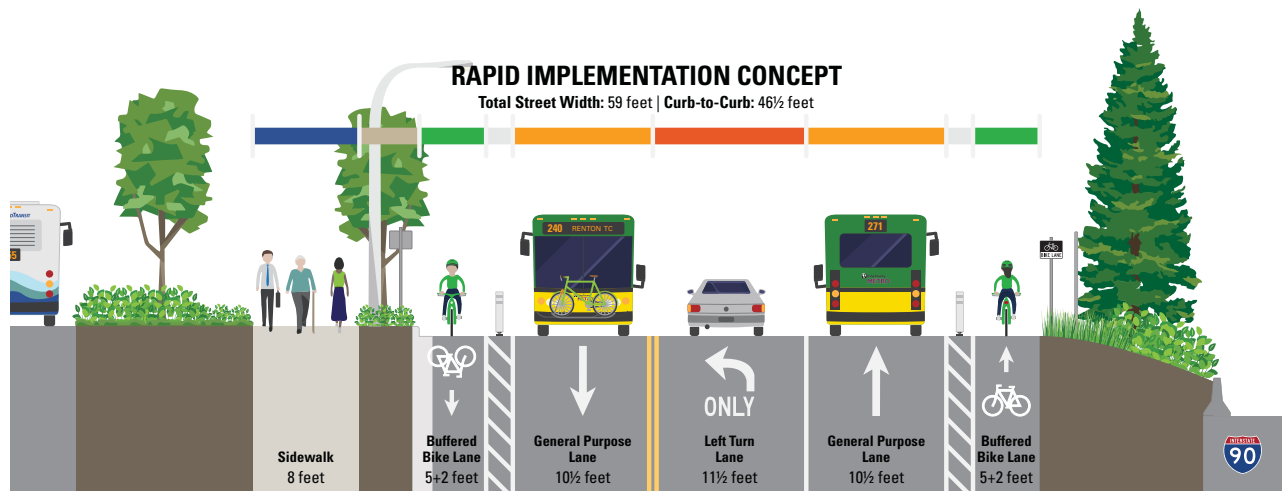 RAPID IMPLEMENTATION CONCEPT
Total Street Width: 59 feet | Curb-to-Curb: 46½ feet
240 RENTON TC
271
BIKE LANE
ONLY
Sidewalk
8 feet
Buffered
Bike Lane
5+2 feet
General Purpose
Lane
10½ feet
Left Turn
Lane
11½ feet
General Purpose
Lane
10½ feet
Buffered
Bike Lane
5+2 feet
INTERSTATE
90